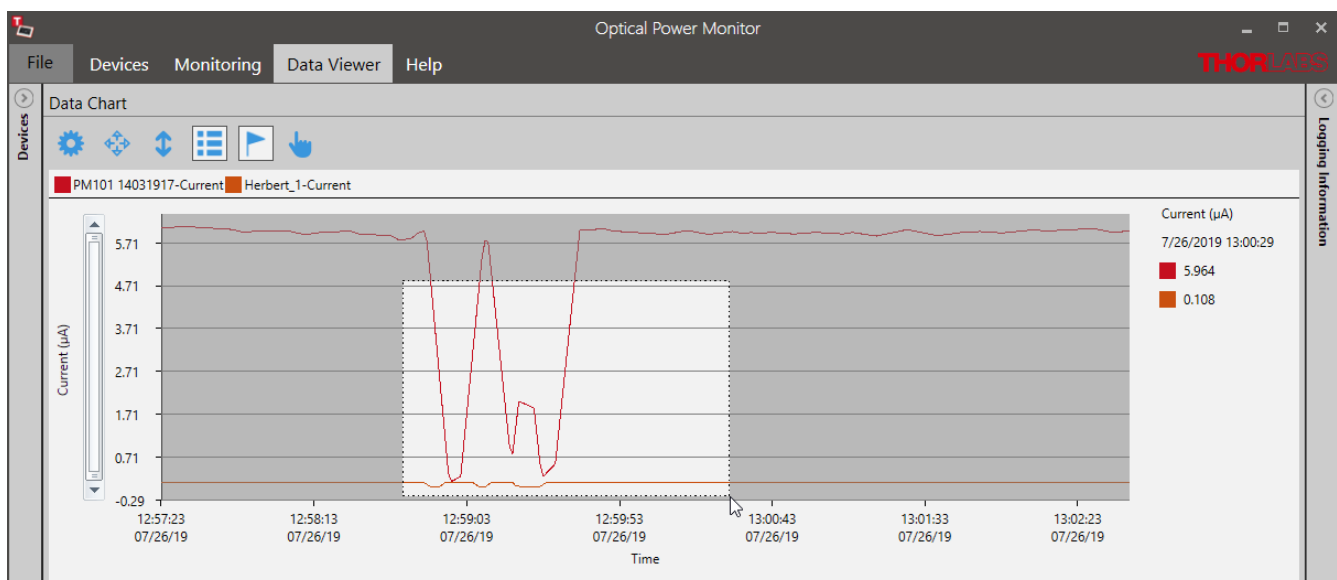 Optical Power Monitor
File Devices Monitoring Data Viewer Help THORLABS
Devices
Data Chart
Logging Information
PM101 14031917-Current Herbert_1-Current
Current (µA)
5.71
4.71
3.71
2.71
1.71
0.71
-0.29
Current (µA)
7/26/2019 13:00:29
5.964
0.108
12:57:23 12:58:13 12:59:03 12:59:53 13:00:43 13:01:33 13:02:23
07/26/19 07/26/19 07/26/19 07/26/19 07/26/19 07/26/19 07/26/19
Time